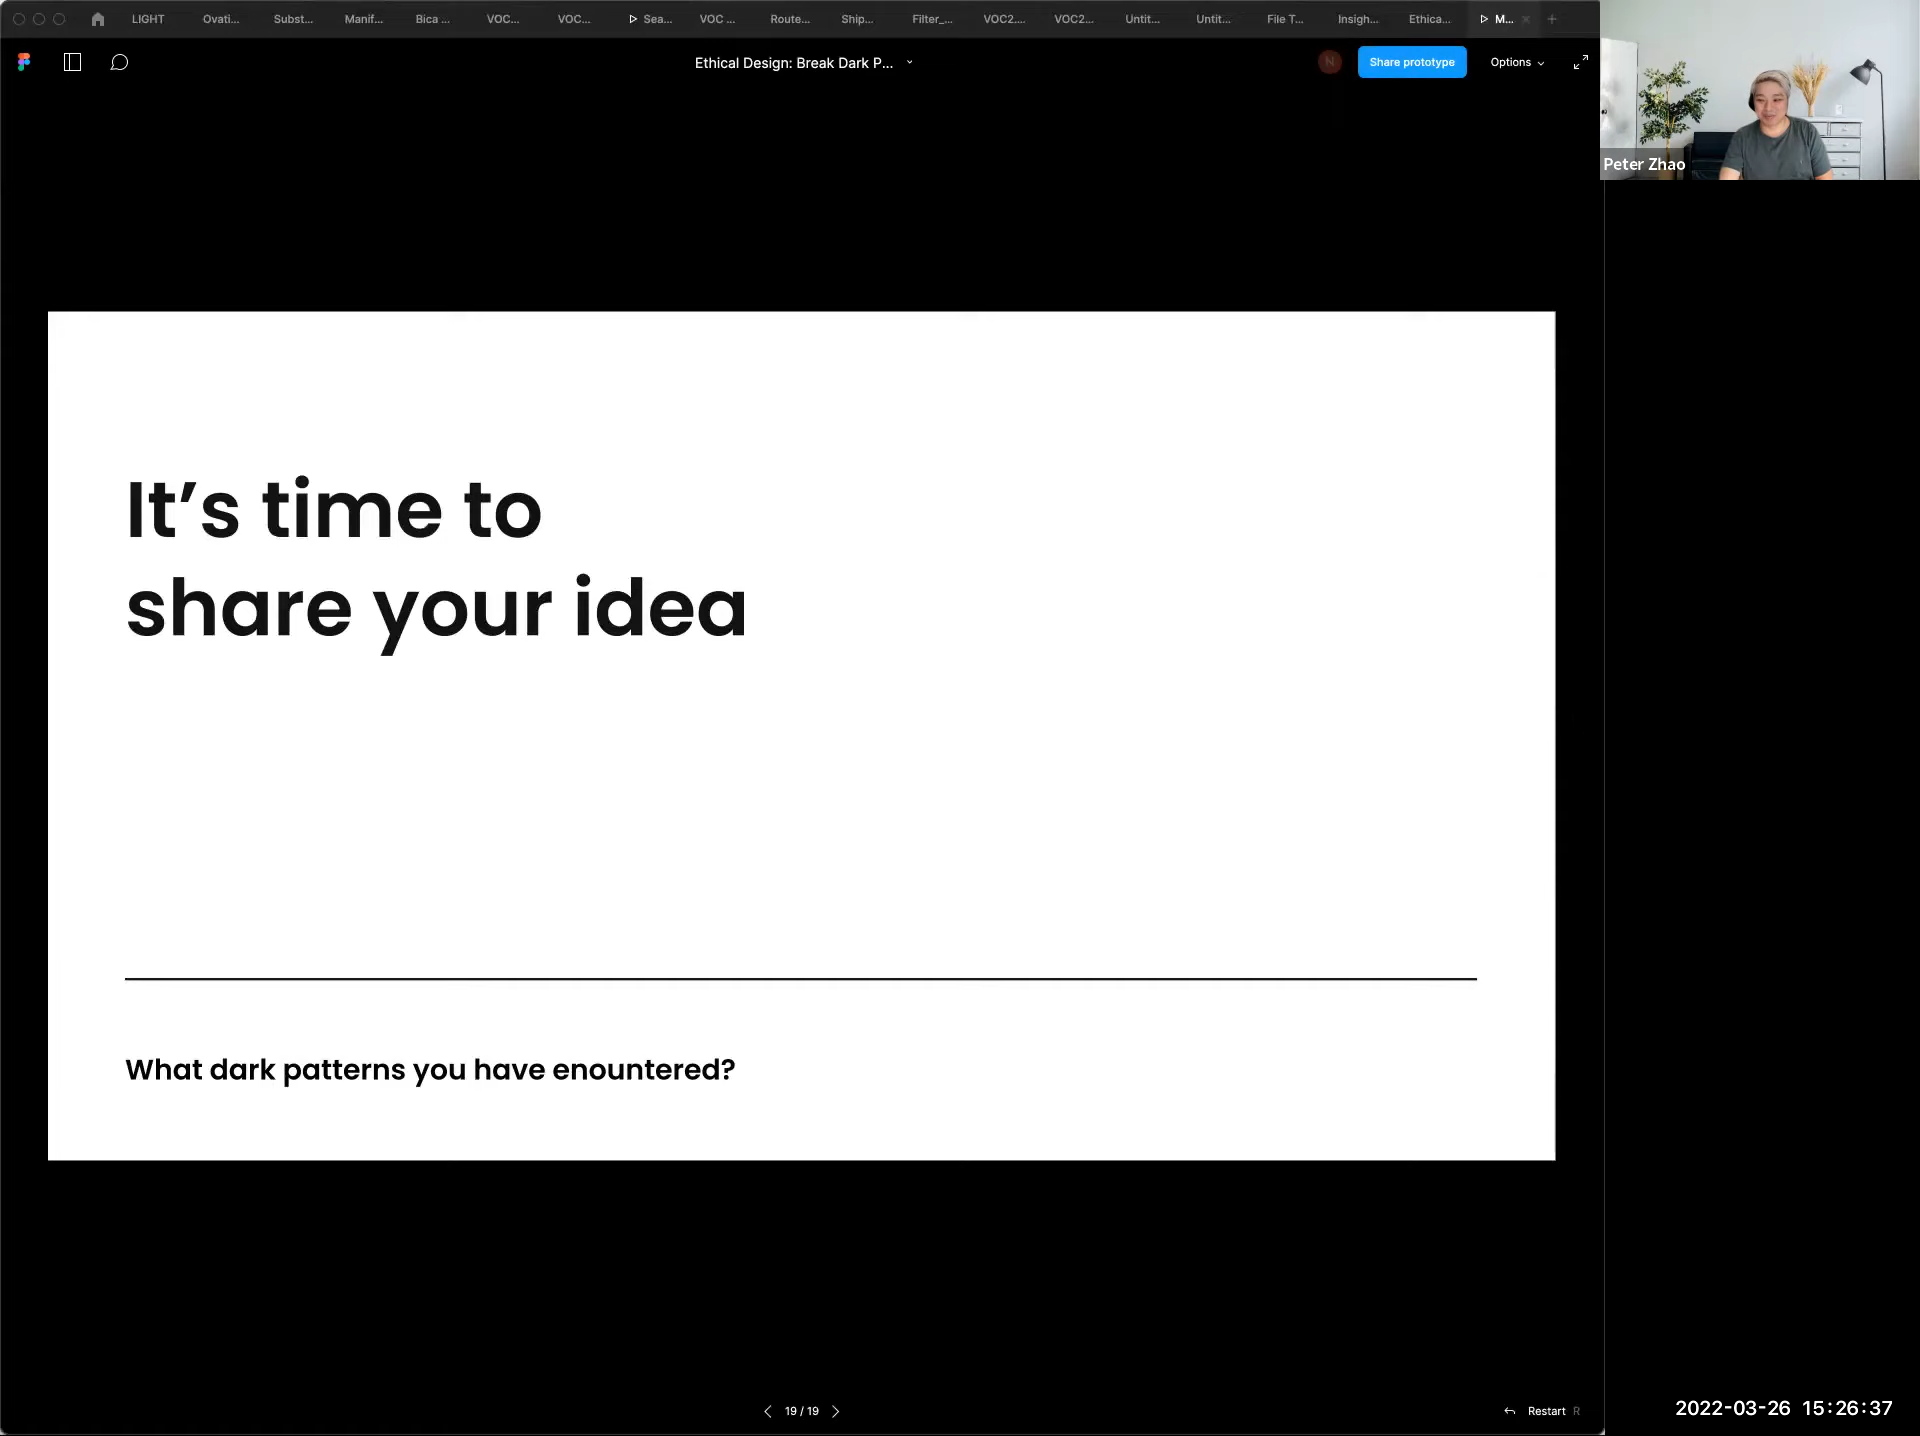 LIGHT Ovati... Subst... Manif... Bica ... VOC... VOC... Sea... VOC ... Route... Ship... Filter_... VOC2.... VOC2... Untit... Untit... File T... Insigh... Ethica... M...
Ethical Design: Break Dark P...
N
Share prototype
Options
Peter Zhao
It’s time to
share your idea
What dark patterns you have enountered?
19 / 19
Restart R
2022-03-26 15:26:37